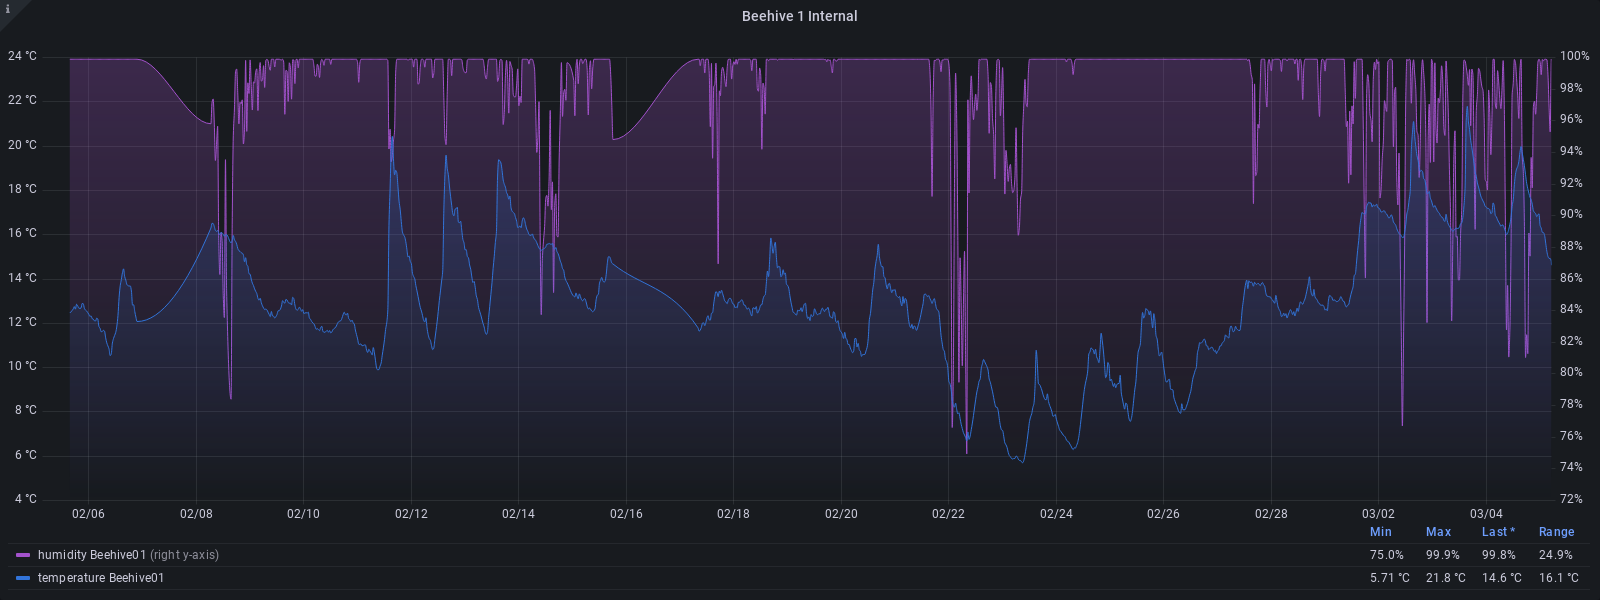 i
Beehive 1 Internal
24 °C 100%
22 °C 98%
20 °C 96%
18 °C 94%
16 °C 92%
14 °C 90%
12 °C 88%
10 °C 86%
8 °C 84%
6 °C 82%
4 °C 80%
78%
76%
74%
72%
02/06 02/08 02/10 02/12 02/14 02/16 02/18 02/20 02/22 02/24 02/26 02/28 03/02 03/04
Min Max Last * Range
humidity Beehive01 (right y-axis) 75.0% 99.9% 99.8% 24.9%
temperature Beehive01 5.71 °C 21.8 °C 14.6 °C 16.1 °C